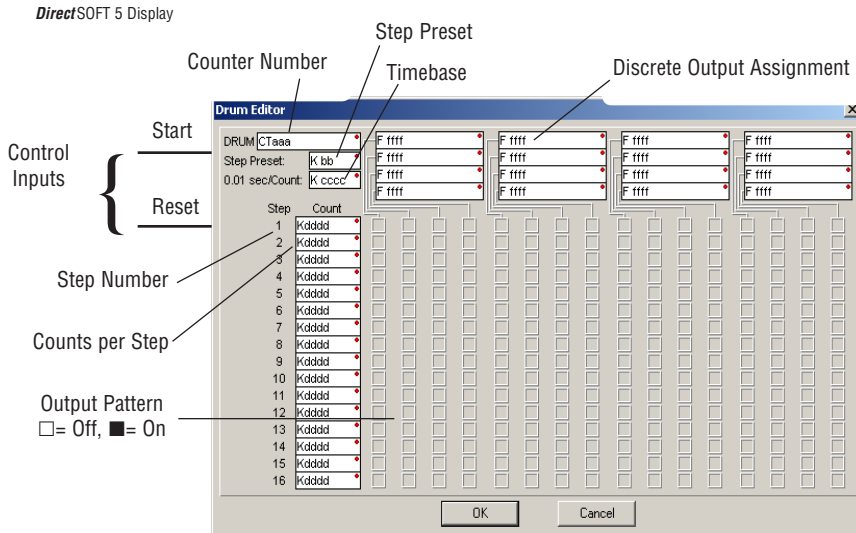 DirectSOFT 5 Display
Step Preset
Counter Number
Timebase
Discrete Output Assignment
Drum Editor
X
Start
Control
Inputs
Reset
DRUM CTaaa
Step Preset: K bb
0.01 sec/Count: K cccc
F ffff F ffff F ffff F ffff
F ffff F ffff F ffff F ffff
F ffff F ffff F ffff F ffff
F ffff F ffff F ffff F ffff
Step Count
1 Kdddd
2 Kdddd
3 Kdddd
4 Kdddd
5 Kdddd
6 Kdddd
7 Kdddd
8 Kdddd
9 Kdddd
10 Kdddd
11 Kdddd
12 Kdddd
13 Kdddd
14 Kdddd
15 Kdddd
16 Kdddd
Step Number
Counts per Step
Output Pattern
□= Off, ■= On
OK Cancel